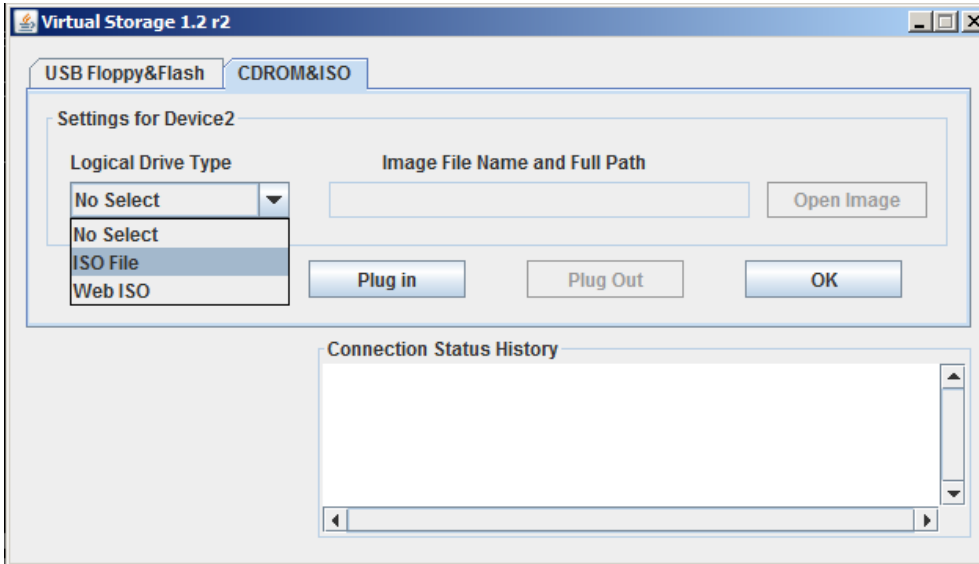 Virtual Storage 1.2 r2
USB Floppy&Flash CDROM&ISO
Settings for Device2
Logical Drive Type Image File Name and Full Path
No Select Open Image
No Select
ISO File
Web ISO
Plug in Plug Out OK
Connection Status History